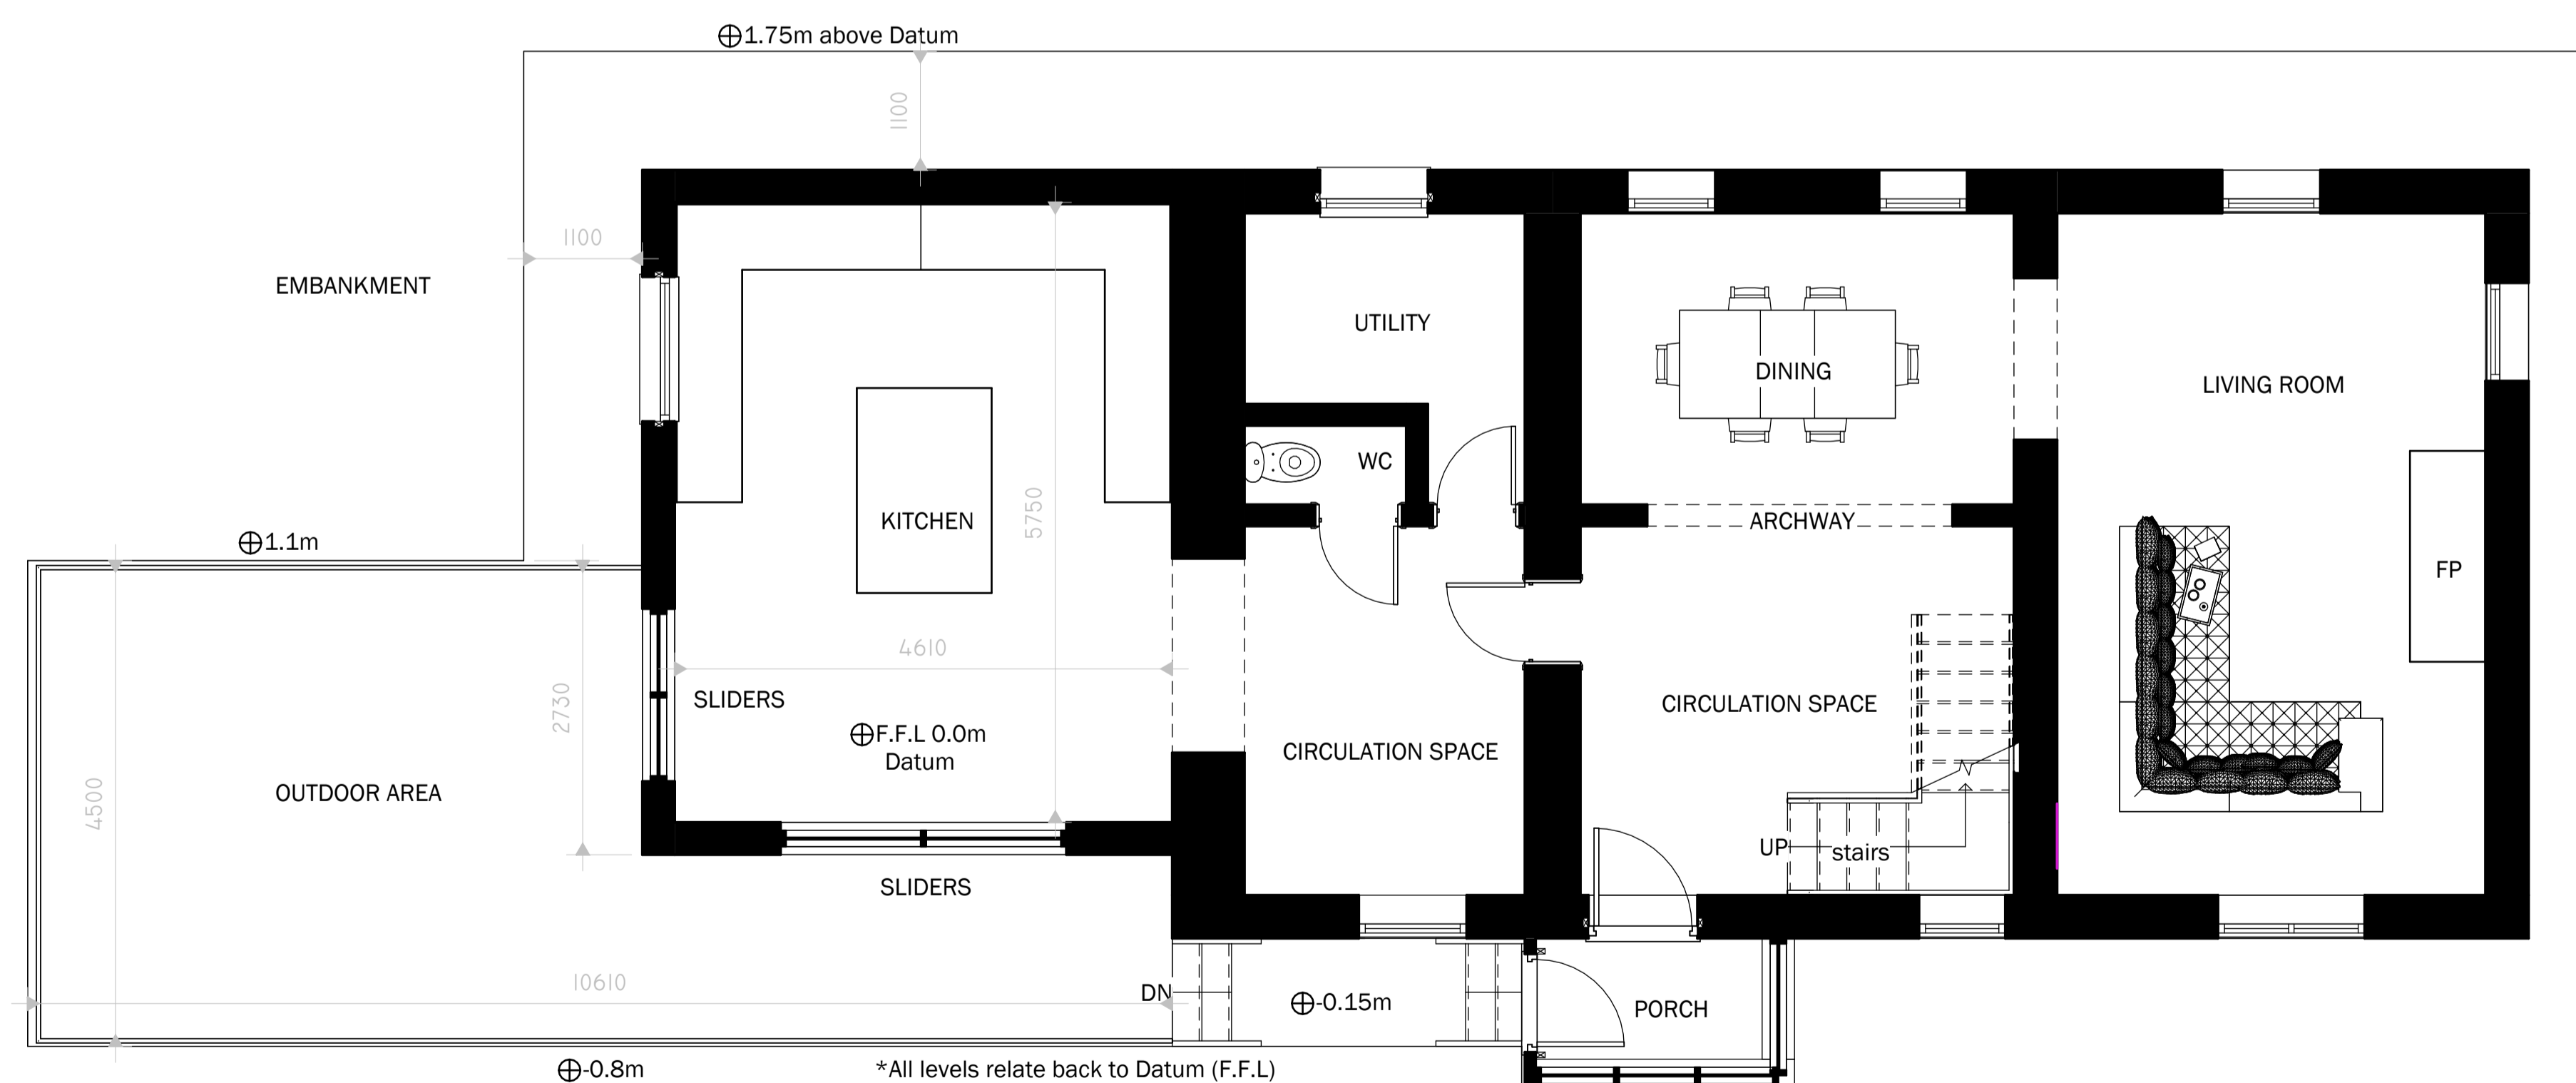 1.75m above Datum
1100
1100
EMBANKMENT
UTILITY
DINING
LIVING ROOM
WC
KITCHEN
5750
ARCHWAY
1.1m
FP
4610
SLIDERS
2730
CIRCULATION SPACE
F.F.L 0.0m
Datum
CIRCULATION SPACE
OUTDOOR AREA
4500
UP
stairs
SLIDERS
10610
DN
-0.15m
PORCH
-0.8m
*All levels relate back to Datum (F.F.L)